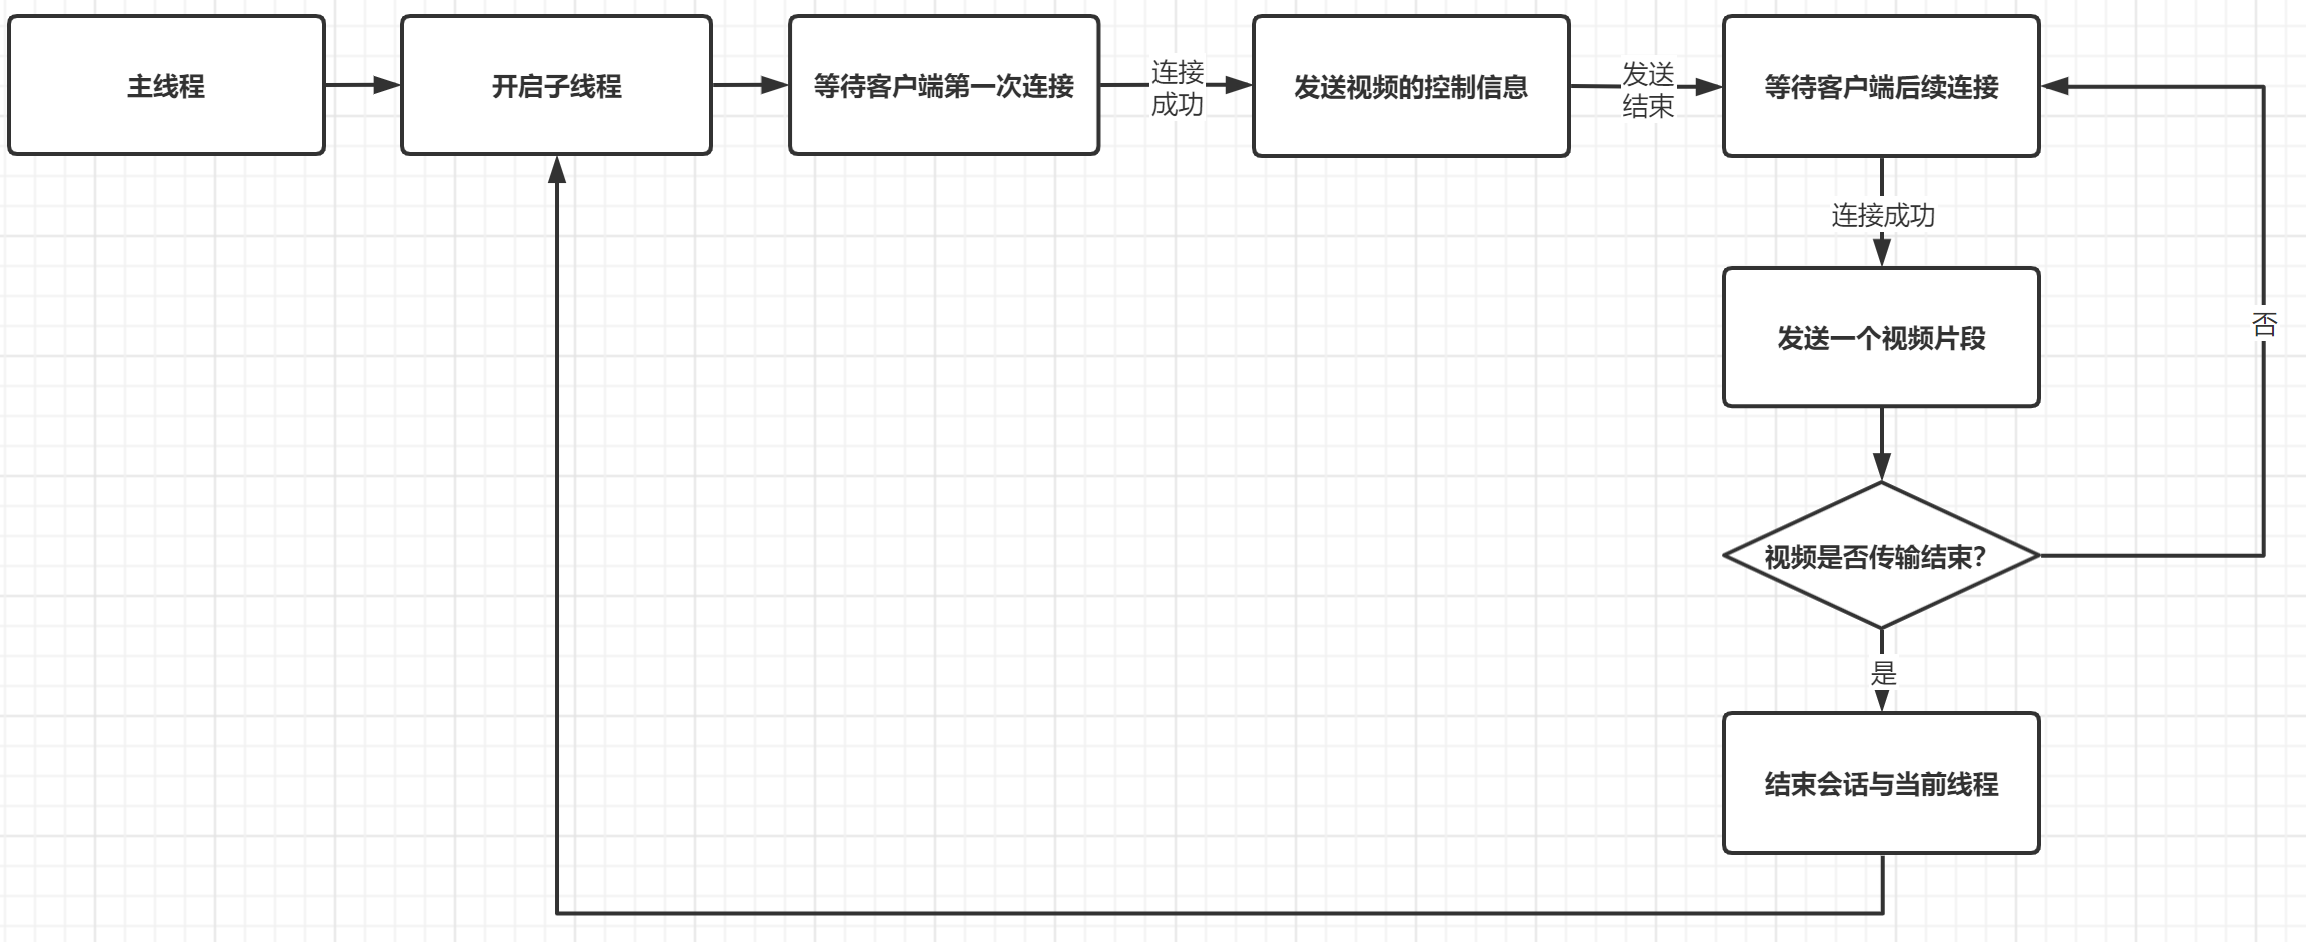 主线程
开启子线程
等待客户端第一次连接
连接
成功
发送视频的控制信息
发送
结束
等待客户端后续连接
连接成功
发送一个视频片段
否
视频是否传输结束?
是
结束会话与当前线程